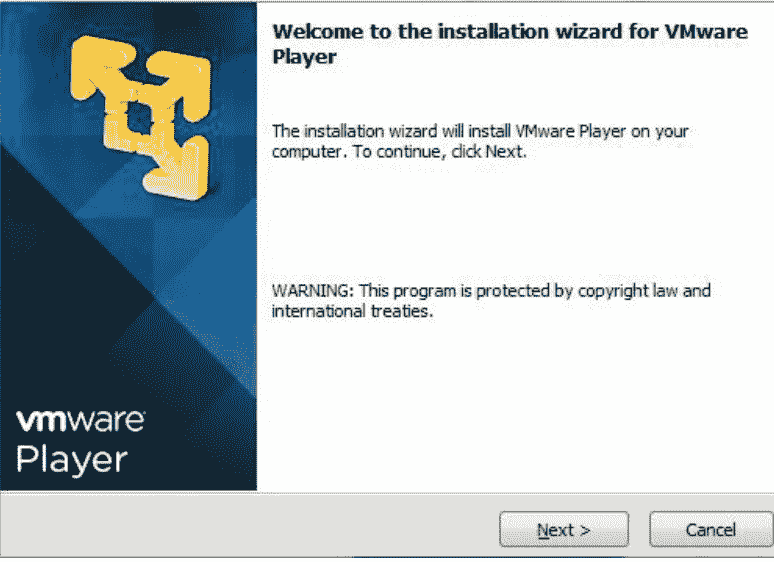 Welcome to the installation wizard for VMware
Player
The installation wizard will install VMware Player on your
computer. To continue, click Next.
WARNING: This program is protected by copyright law and
international treaties.
vmware
Player
Next >
Cancel